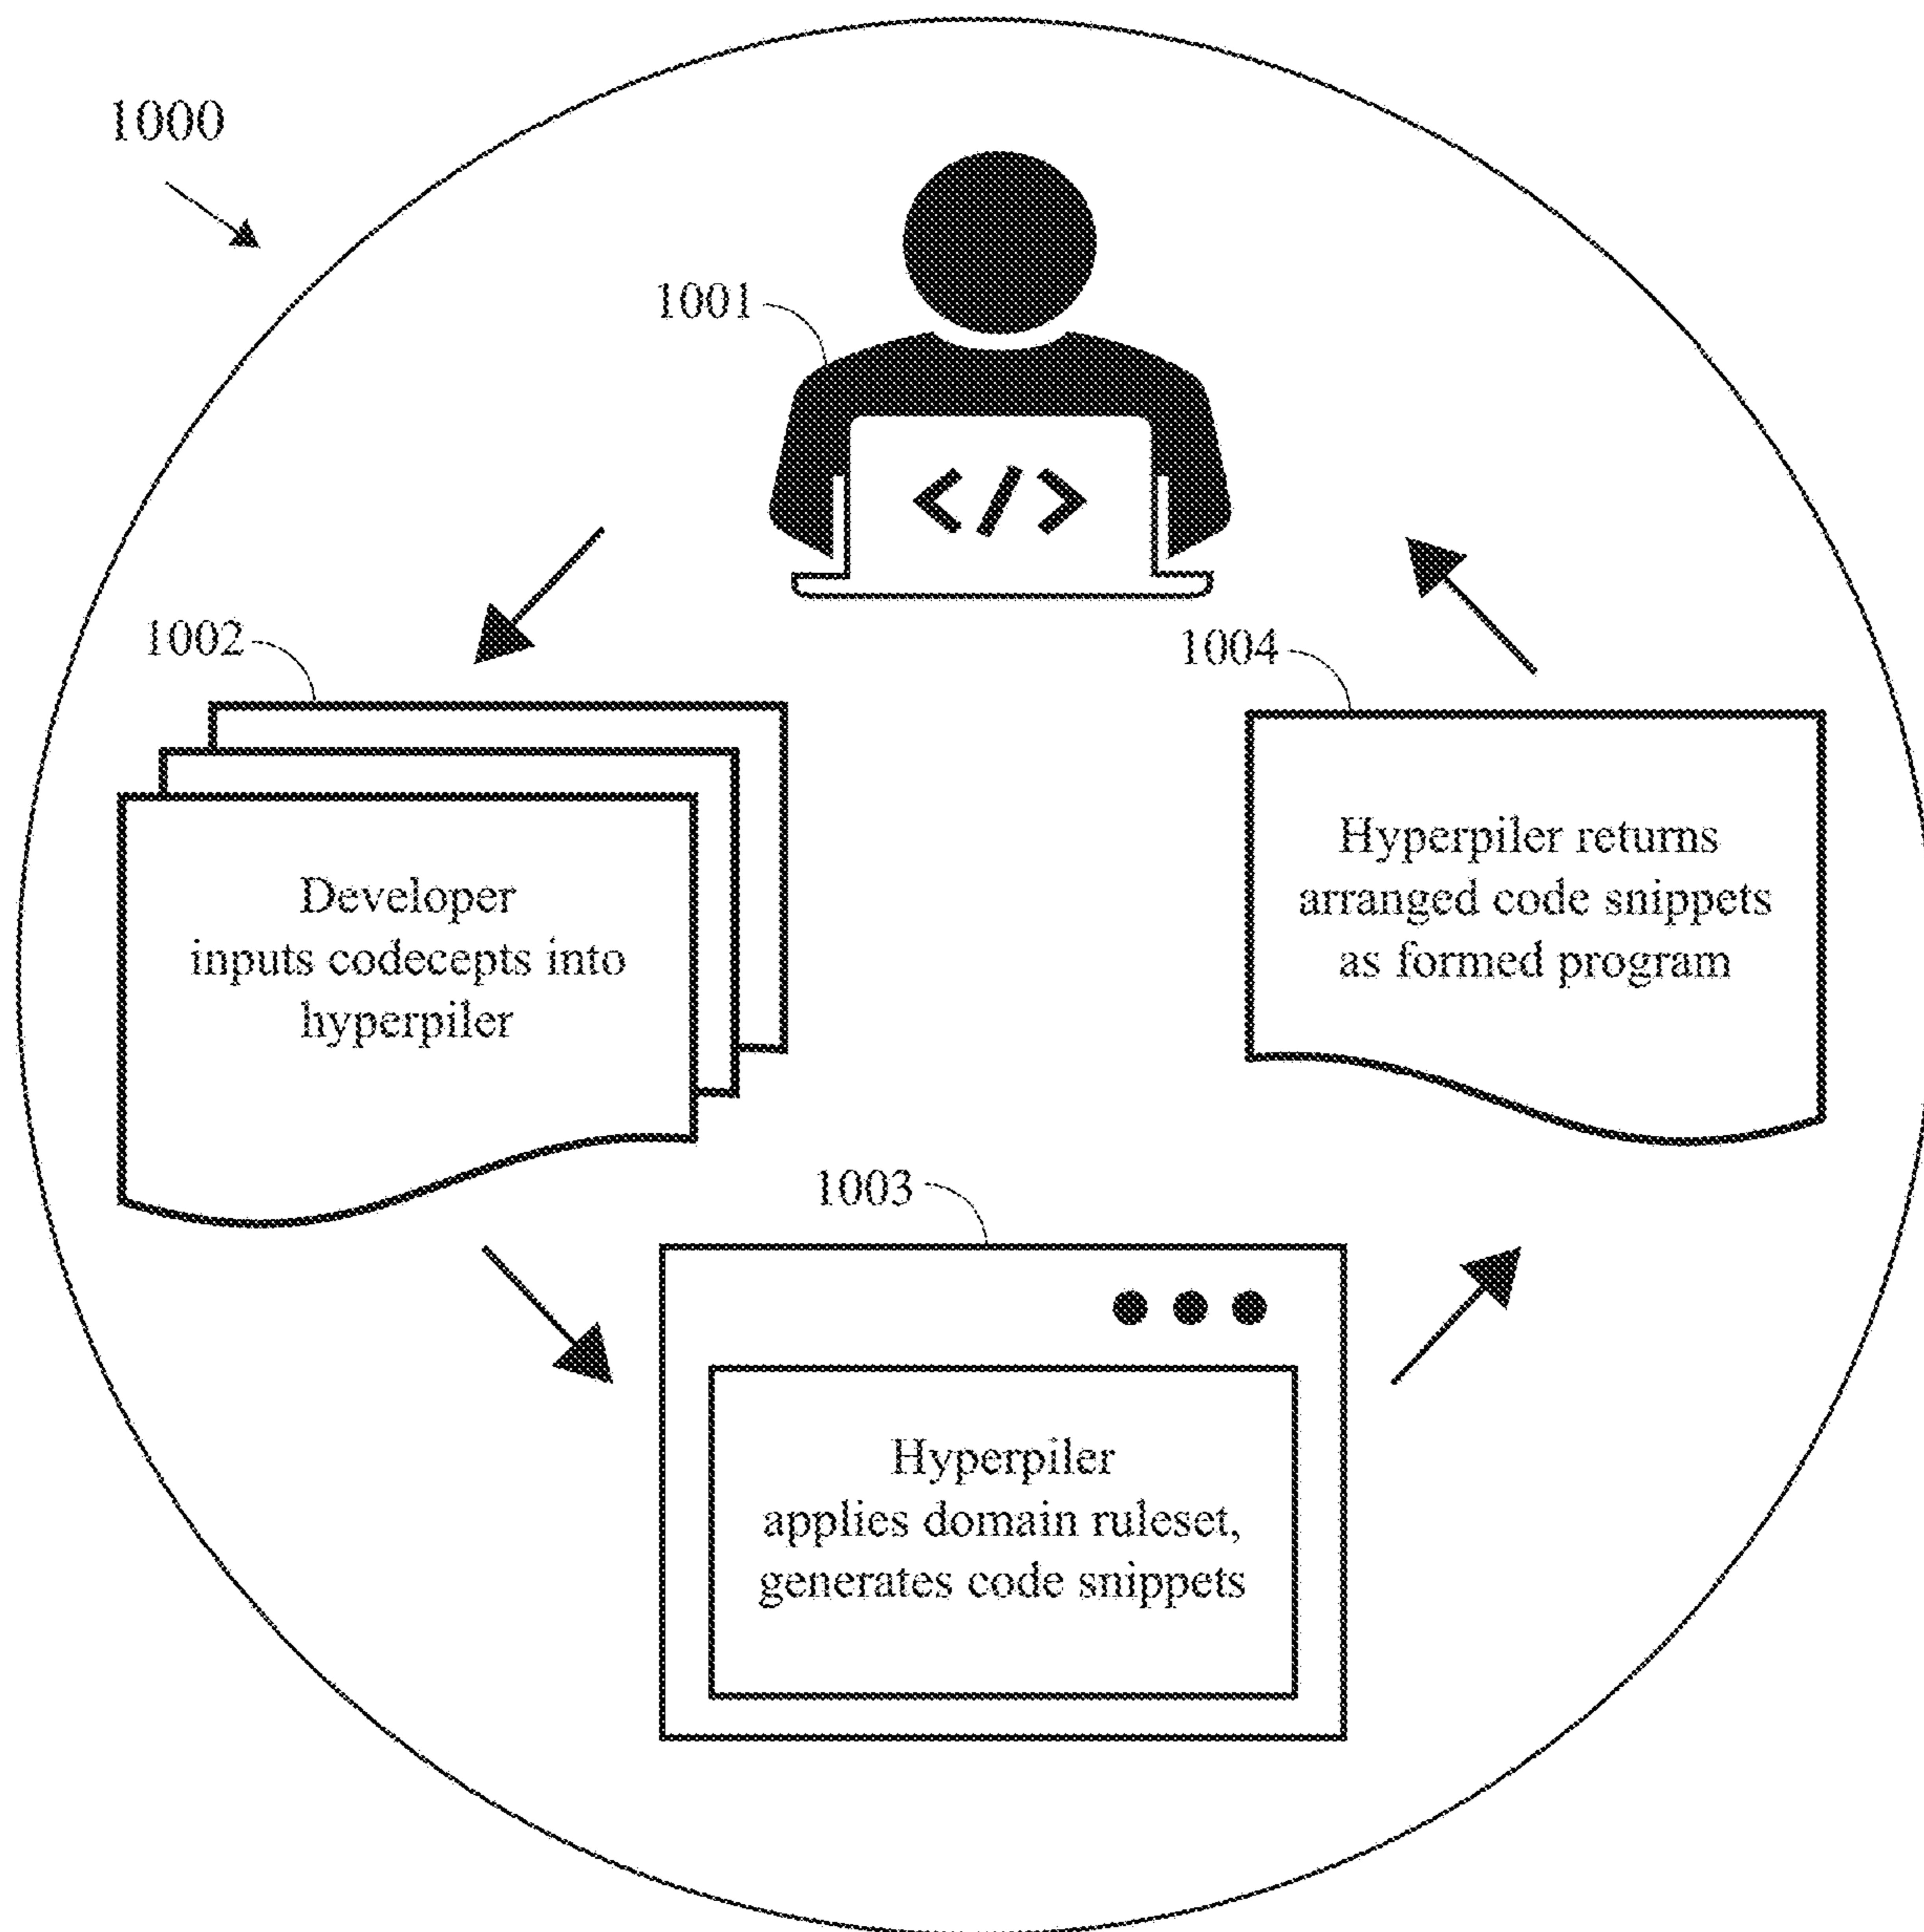 1000
1001
</>
1002
1004
Developer
inputs codecepts into
hyperpiler
Hyperpiler returns
arranged code snippets
as formed program
1003
Hyperpiler
applies domain ruleset,
generates code snippets